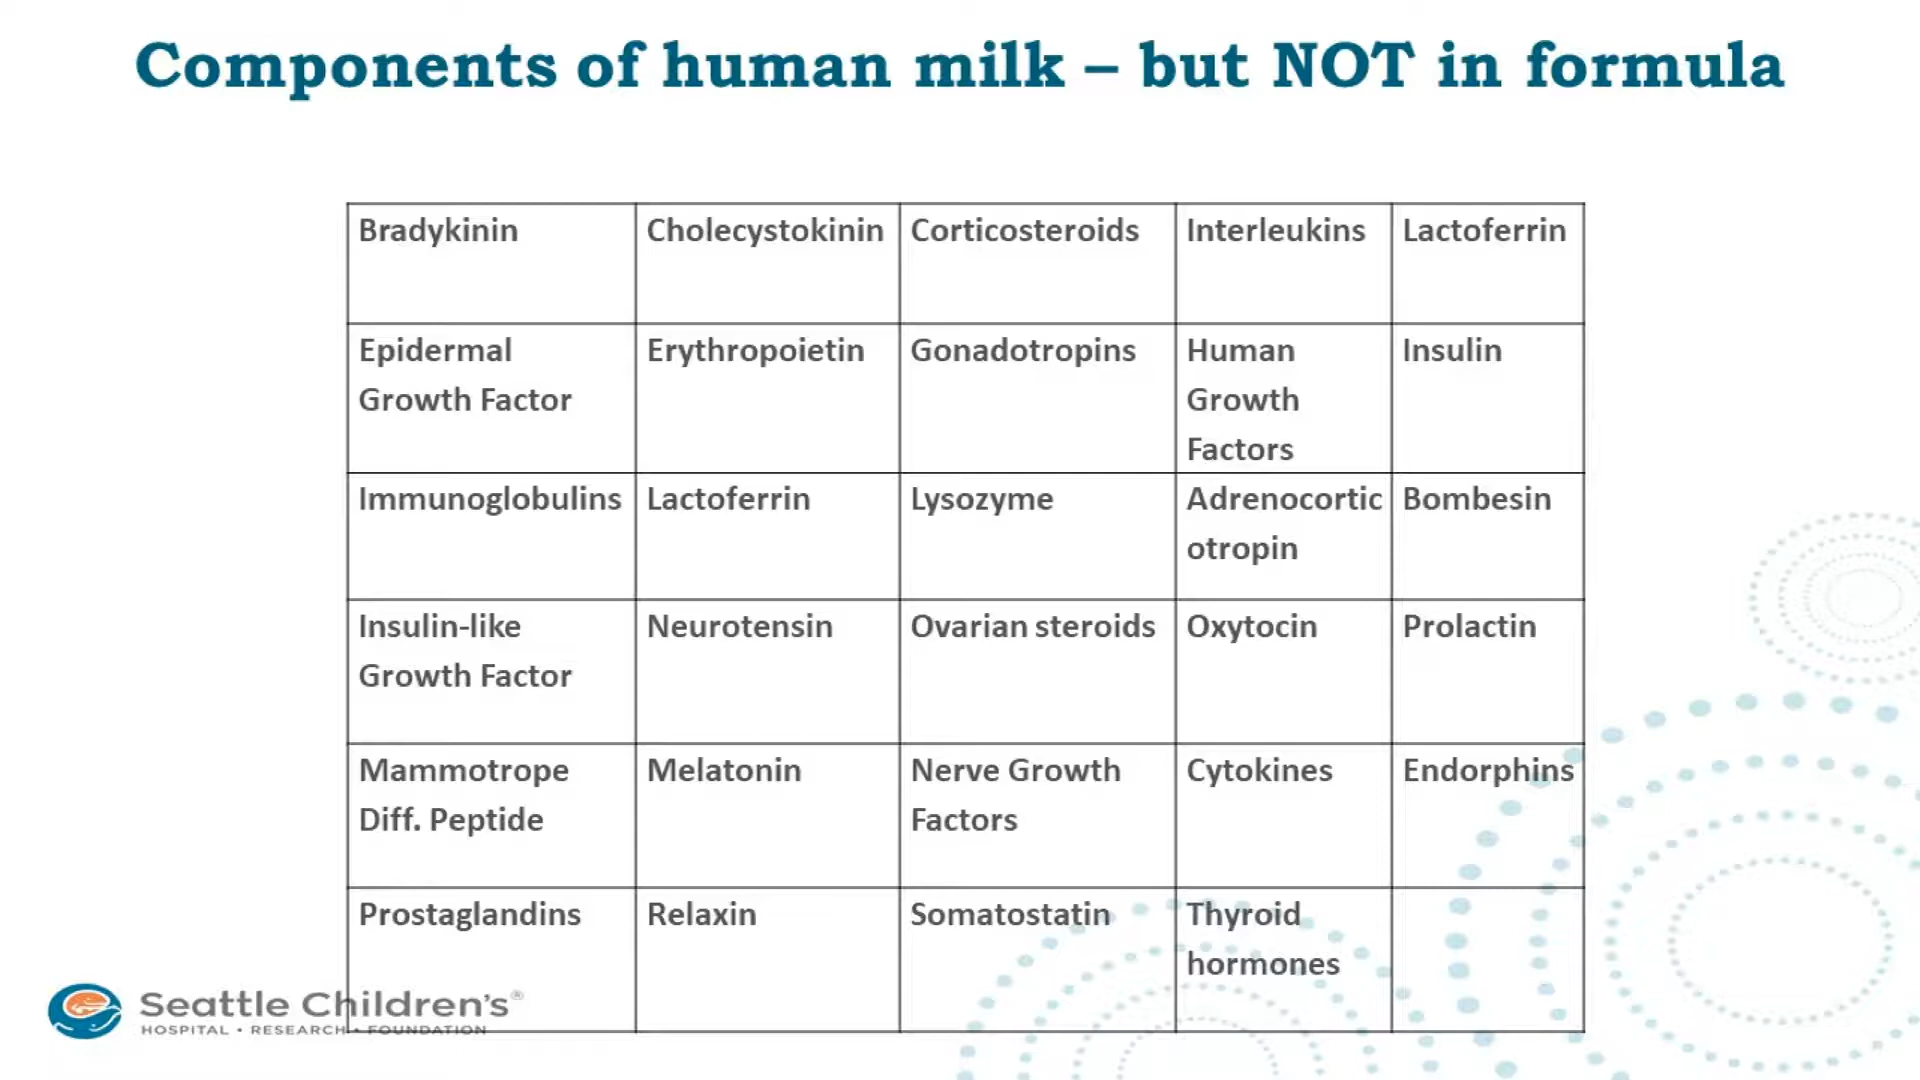 Components of human milk – but NOT in formula
Bradykinin
Cholecystokinin
Corticosteroids
Interleukins
Lactoferrin
Epidermal
Growth Factor
Erythropoietin
Gonadotropins
Human
Growth
Factors
Insulin
Immunoglobulins
Lactoferrin
Lysozyme
Adrenocortic
otropin
Bombesin
Insulin-like
Growth Factor
Neurotensin
Ovarian steroids
Oxytocin
Prolactin
Mammotrope
Diff. Peptide
Melatonin
Nerve Growth
Factors
Cytokines
Endorphins
Prostaglandins
Relaxin
Somatostatin
Thyroid
hormones
Seattle Children's®
HOSPITAL • RESEARCH • FOUNDATION